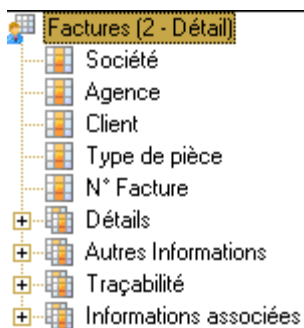 Factures (2 - Détail)
Société
Agence
Client
Type de pièce
N° Facture
Détails
Autres Informations
Traçabilité
Informations associées